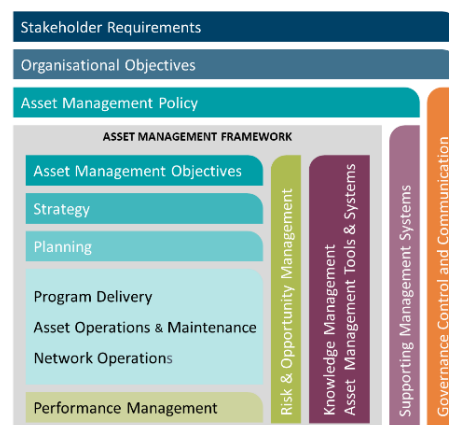 Stakeholder Requirements
Organisational Objectives
Asset Management Policy
ASSET MANAGEMENT FRAMEWORK
Asset Management Objectives
Strategy
Planning
Program Delivery
Asset Operations & Maintenance
Network Operations
Performance Management
Risk & Opportunity Management
Knowledge Management
Asset Management Tools & Systems
Supporting Management Systems
Governance Control and Communication